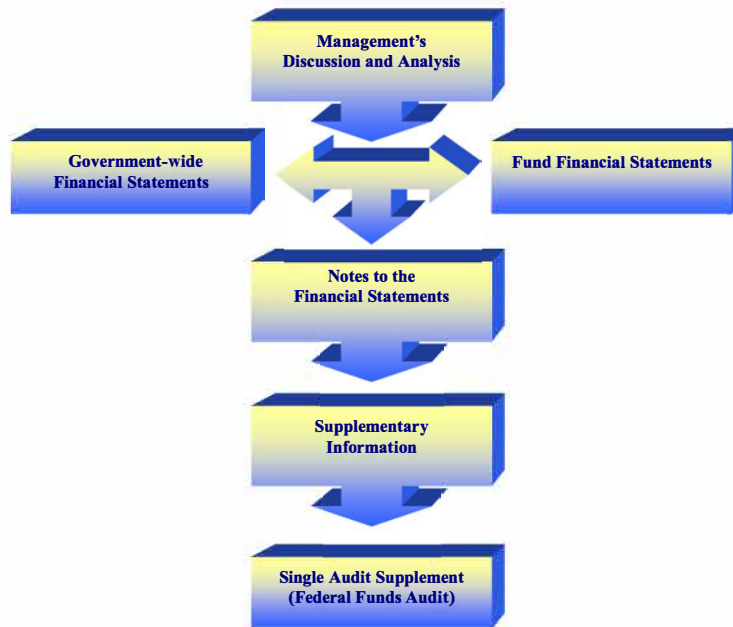 Management’s
Discussion and Analysis
Government-wide
Financial Statements
Fund Financial Statements
Notes to the
Financial Statements
Supplementary
Information
Single Audit Supplement
(Federal Funds Audit)